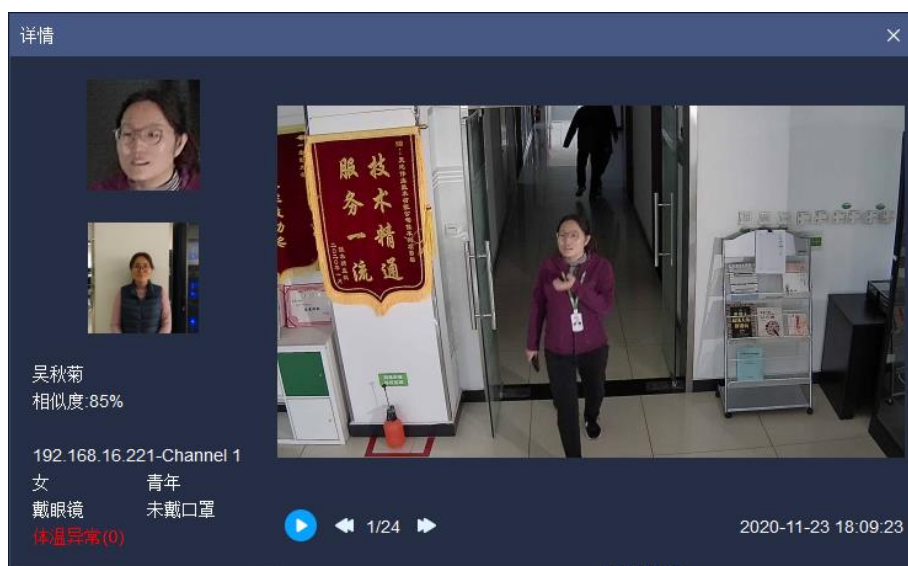 详情
吴秋菊
相似度:85%
192.168.16.221-Channel 1
女 青年
戴眼镜 未戴口罩
体温异常(0)
技术精通
服务一流
1/24
2020-11-23 18:09:23